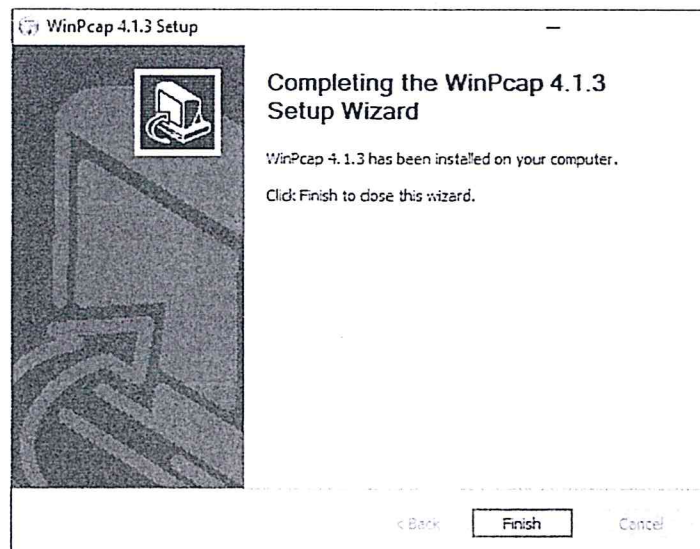 WinPcap 4.1.3 Setup
Completing the WinPcap 4.1.3
Setup Wizard
WinPcap 4.1.3 has been installed on your computer.
Click Finish to close this wizard.
< Back
Finish
Cancel